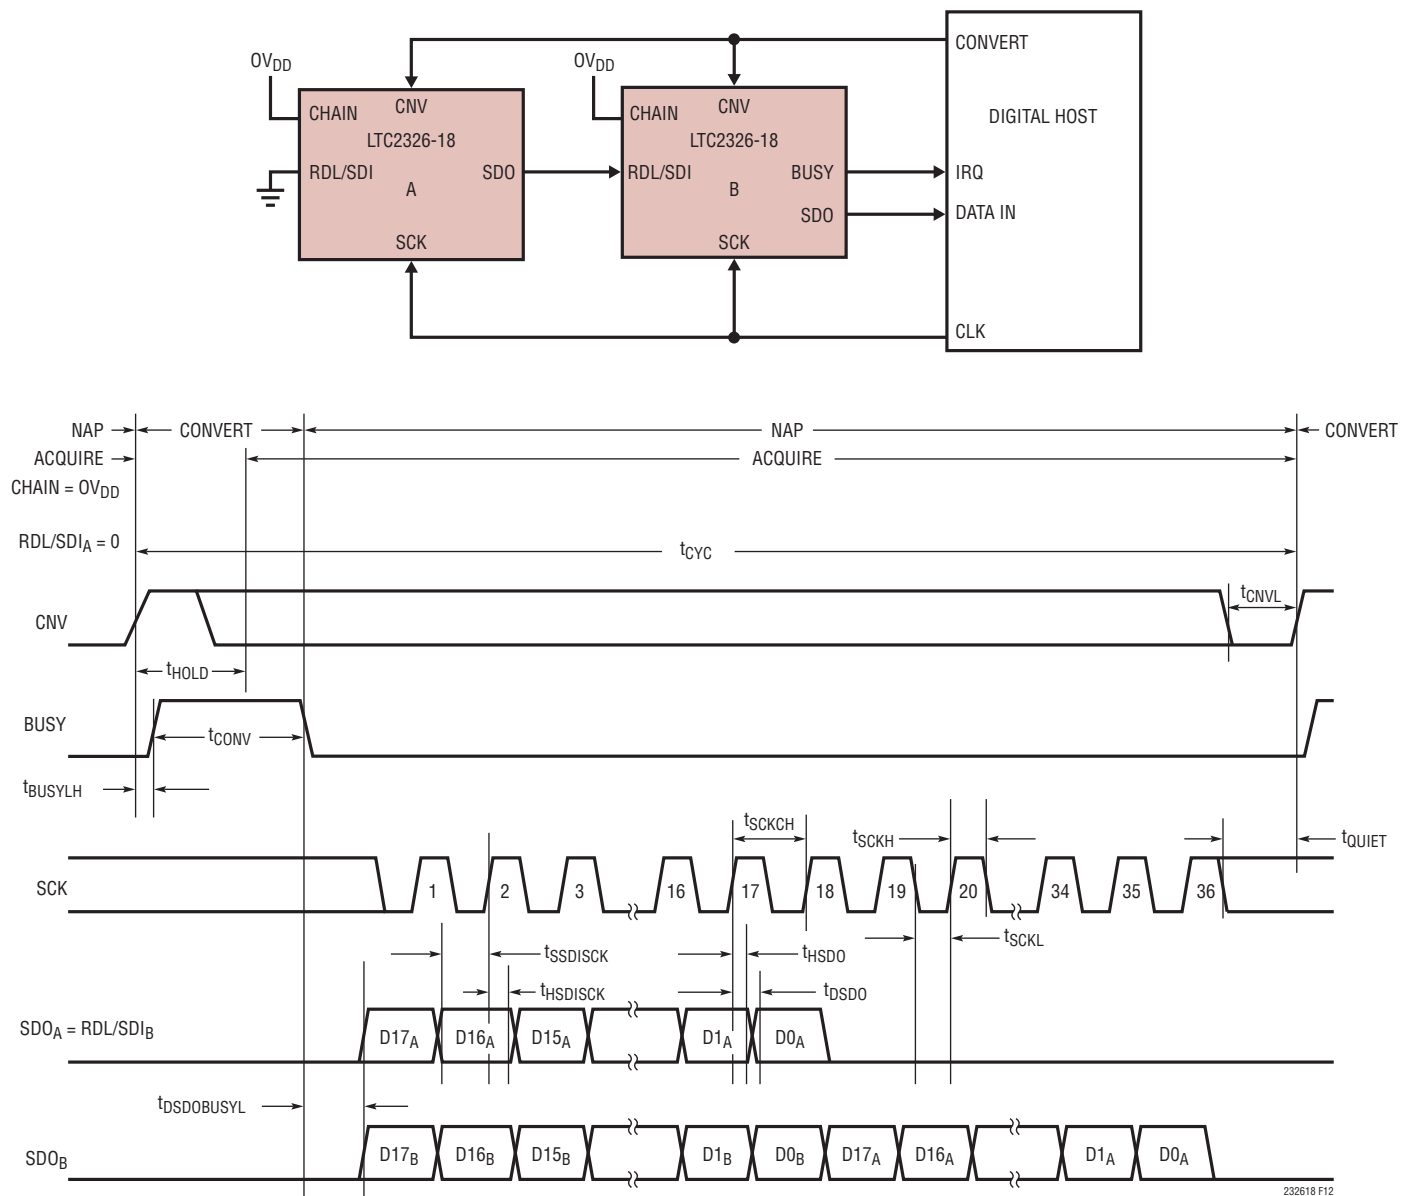 CONVERT
OVDD
OVDD
CHAIN
CNV
LTC2326-18
RDL/SDI
SDO
A
SCK
CHAIN
CNV
LTC2326-18
RDL/SDI
BUSY
B
SDO
SCK
DIGITAL HOST
IRQ
DATA IN
CLK
NAP
CONVERT
NAP
CONVERT
ACQUIRE
ACQUIRE
CHAIN = OVDD
RDL/SDIA = 0
tCYC
CNV
tCNVL
tHOLD
BUSY
tCONV
tBUSYLH
tSCKCH
tSCKH
tQUIET
SCK
1
2
3
16
17
18
19
20
34
35
36
tSSDISCK
tHSDO
tSCKL
tHSDISCK
tDSDO
SDOA = RDL/SDIB
D17A
D16A
D15A
D1A
D0A
tDSDOBUSYL
SDOB
D17B
D16B
D15B
D1B
D0B
D17A
D16A
D1A
D0A
232618 F12